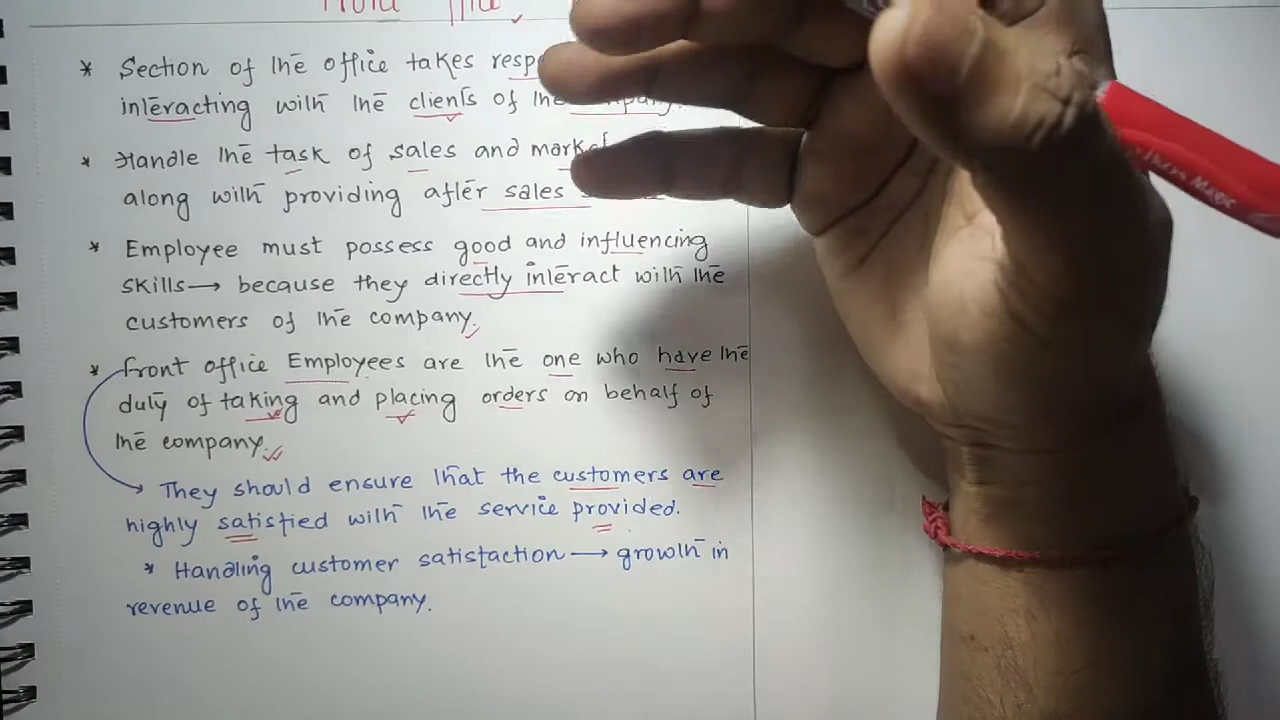 * Section of the office takes
interacting with the clients of the company.
* Handle the task of sales and
along with providing after sales
* Employee must possess good and influencing
skills → because they directly interact with the
customers of the company.
* Front office Employees are the one who have the
duty of taking and placing orders on behalf of
the company.
They should ensure that the customers are
highly satisfied with the service provided.
* Handling customer satisfaction → growth in
revenue of the company.